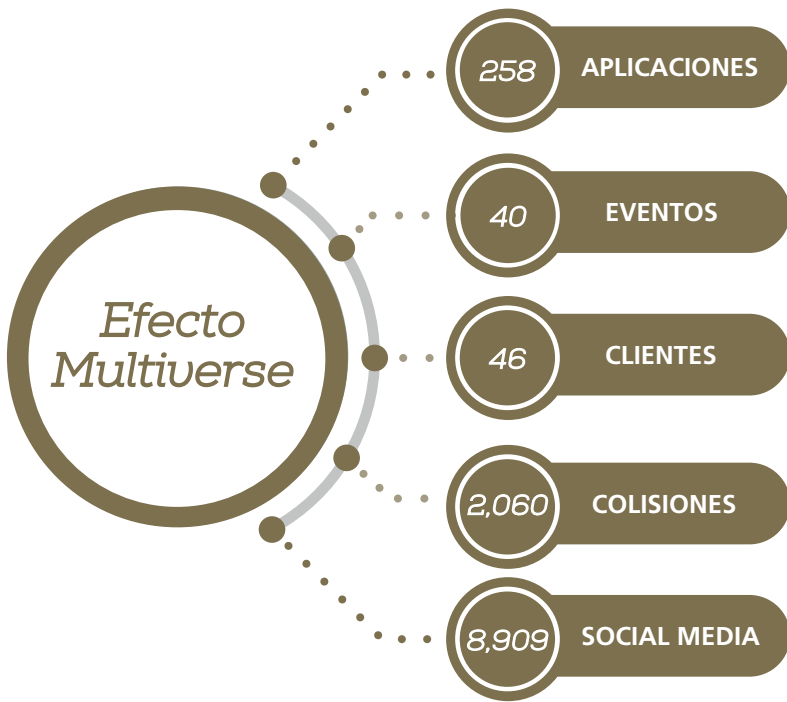 Efecto
Multiverse
258 APLICACIONES
40 EVENTOS
46 CLIENTES
2,060 COLISIONES
8,909 SOCIAL MEDIA